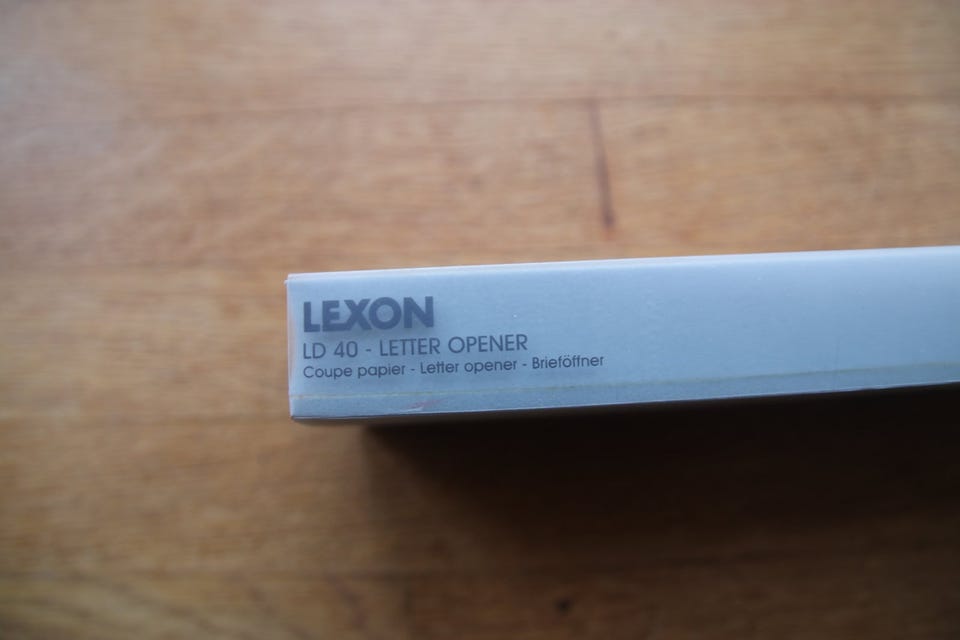 LEXON
LD 40 - LETTER OPENER
Coupe papier - Letter opener - Brieföffner